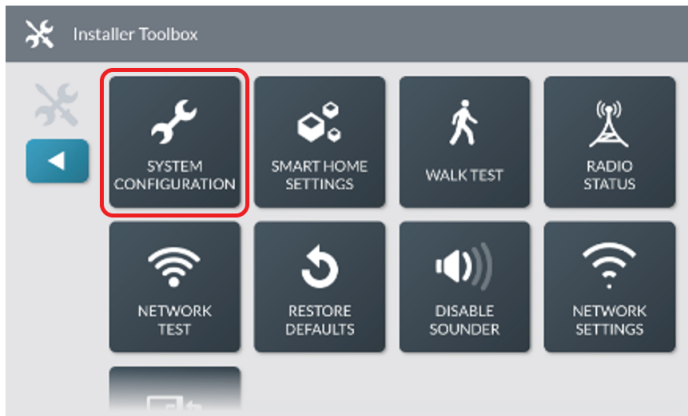 Installer Toolbox
SYSTEM
CONFIGURATION
SMART HOME
SETTINGS
WALK TEST
RADIO
STATUS
NETWORK
TEST
RESTORE
DEFAULTS
DISABLE
SOUNDER
NETWORK
SETTINGS